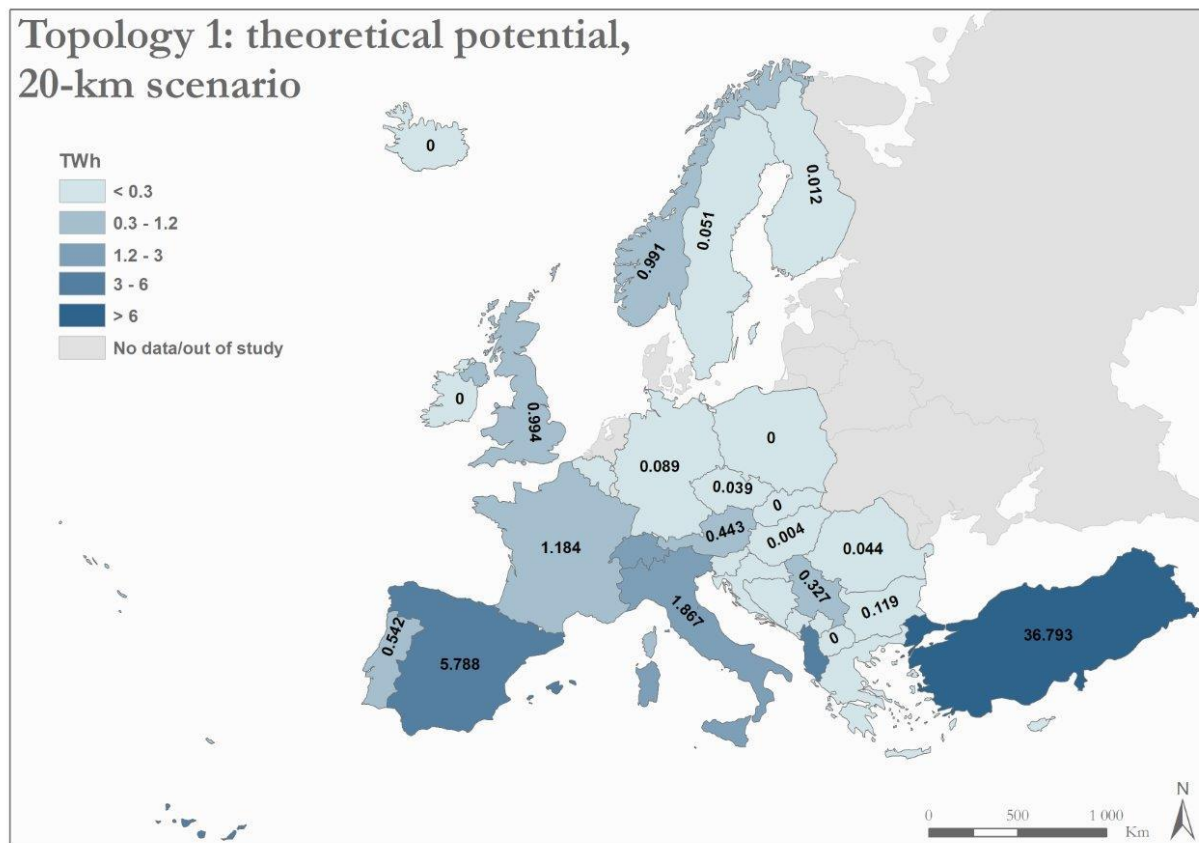 Topology 1: theoretical potential,
20-km scenario
TWh
< 0.3
0.3 - 1.2
1.2 - 3
3 - 6
> 6
No data/out of study
0
0.012
0.051
0.991
0
0.994
0
0.089
0.039
0
0.443
0.004
1.184
0.044
0.327
1.867
0.119
0.542
0
36.793
5.788
N
0 500 1 000
Km